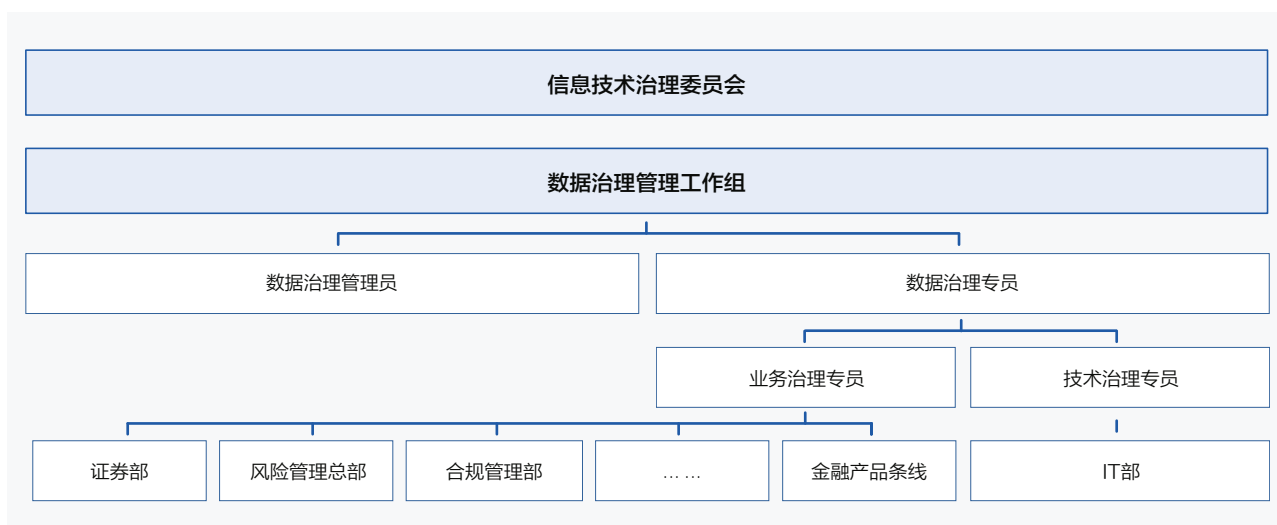 信息技术治理委员会
数据治理管理工作组
数据治理管理员
数据治理专员
业务治理专员
技术治理专员
证券部
风险管理总部
合规管理部
... ...
金融产品条线
IT部